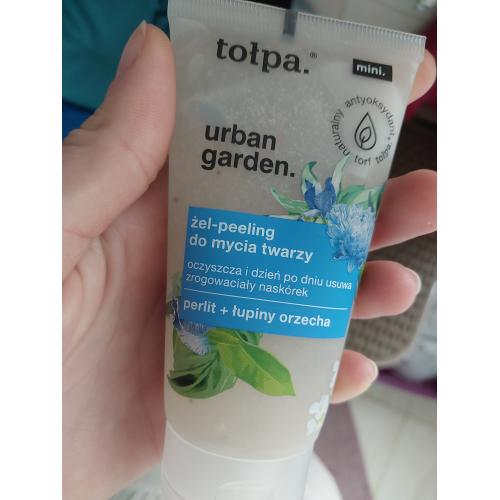 tołpa.®
mini.
naturalny antyoksydant
torf tołpa.
urban
garden.
żel-peeling
do mycia twarzy
oczyszcza i dzień po dniu usuwa
zrogowaciały naskórek
perlit + łupiny orzecha